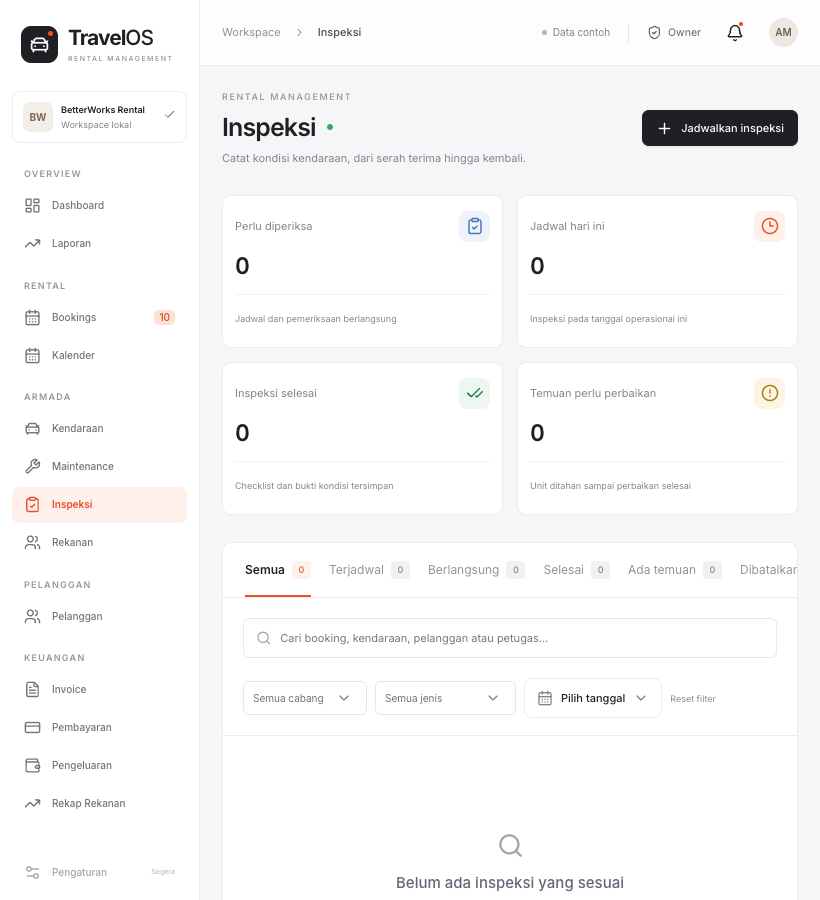 TravelOS
RENTAL MANAGEMENT
BW
BetterWorks Rental
Workspace lokal
OVERVIEW
Dashboard
Laporan
RENTAL
Bookings 10
Kalender
ARMADA
Kendaraan
Maintenance
Inspeksi
Rekanan
PELANGGAN
Pelanggan
KEUANGAN
Invoice
Pembayaran
Pengeluaran
Rekap Rekanan
Pengaturan Segera
Workspace > Inspeksi
Data contoh
Owner
AM
RENTAL MANAGEMENT
Inspeksi
Catat kondisi kendaraan, dari serah terima hingga kembali.
+ Jadwalkan inspeksi
Perlu diperiksa
0
Jadwal dan pemeriksaan berlangsung
Jadwal hari ini
0
Inspeksi pada tanggal operasional ini
Inspeksi selesai
0
Checklist dan bukti kondisi tersimpan
Temuan perlu perbaikan
0
Unit ditahan sampai perbaikan selesai
Semua 0 Terjadwal 0 Berlangsung 0 Selesai 0 Ada temuan 0 Dibatalkan
Cari booking, kendaraan, pelanggan atau petugas...
Semua cabang Semua jenis Pilih tanggal Reset filter
Belum ada inspeksi yang sesuai